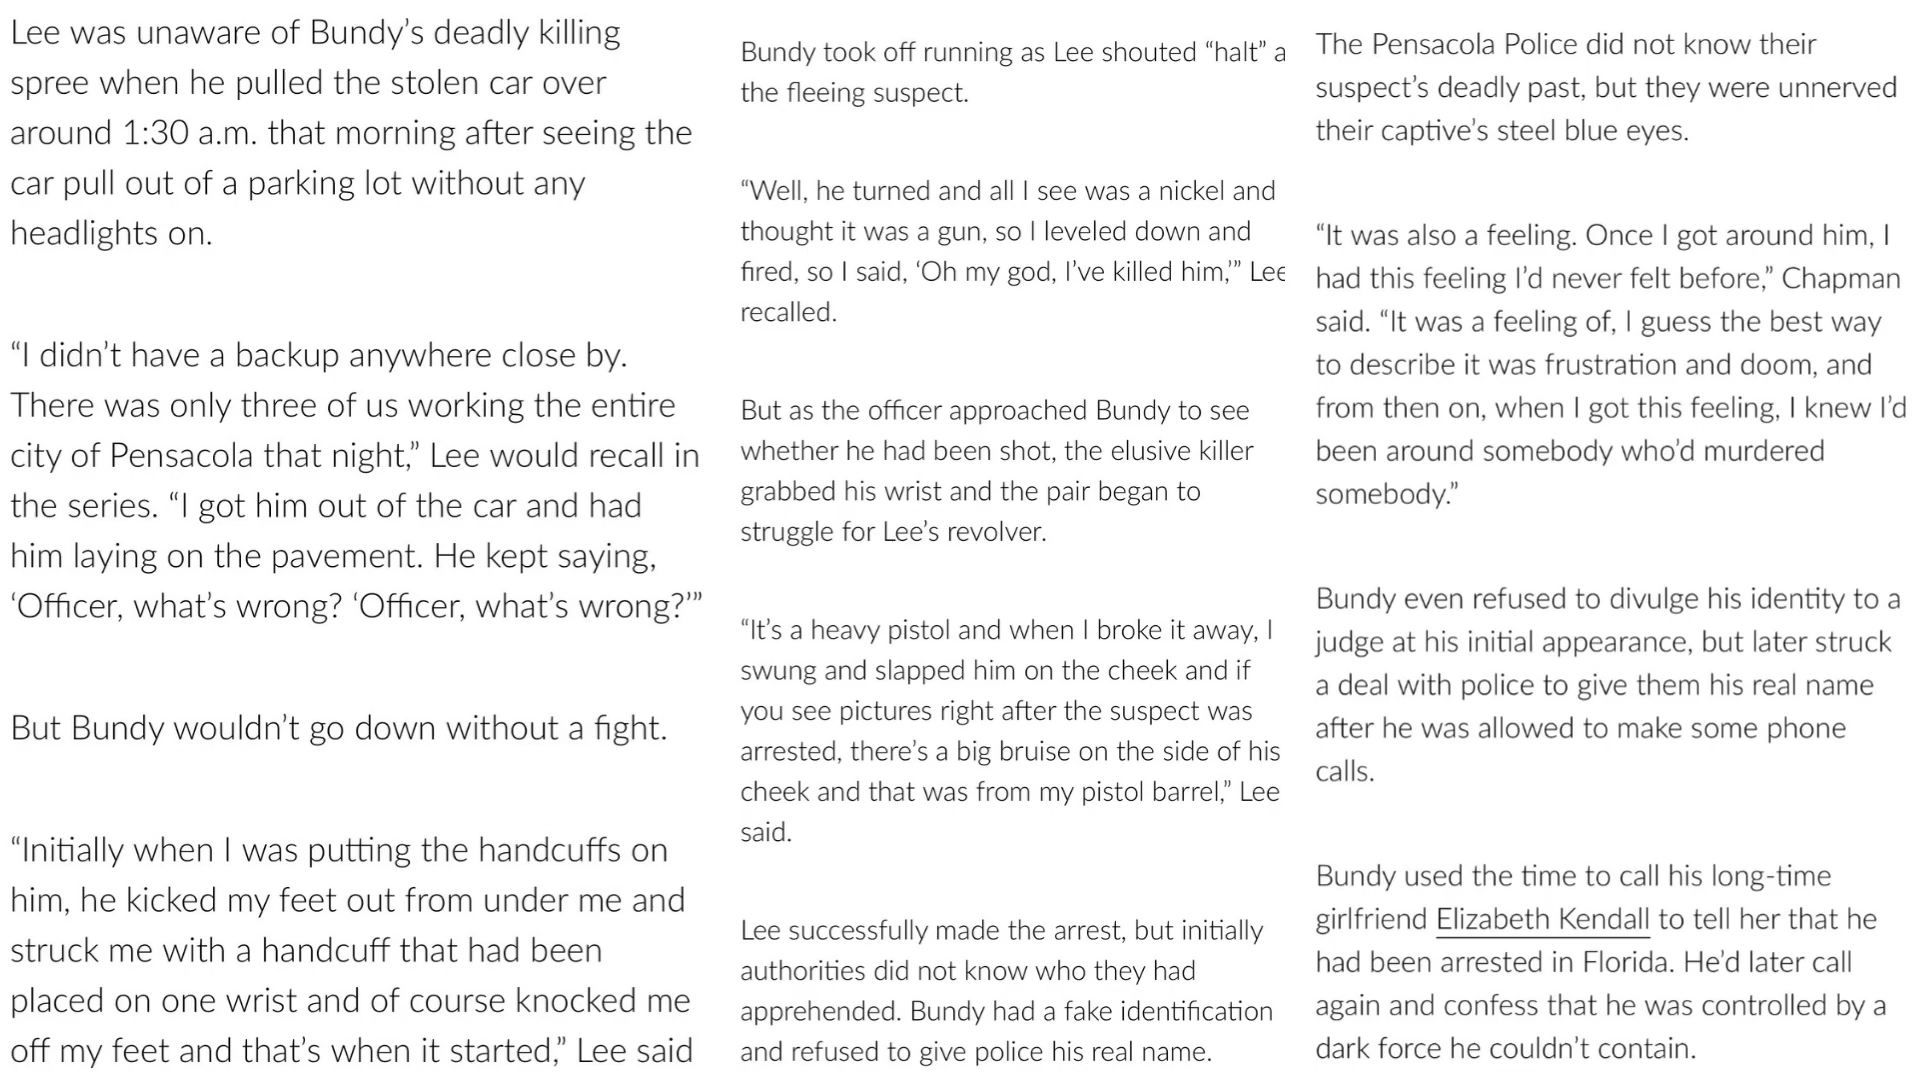 Lee was unaware of Bundy’s deadly killing
spree when he pulled the stolen car over
around 1:30 a.m. that morning after seeing the
car pull out of a parking lot without any
headlights on.
“I didn’t have a backup anywhere close by.
There was only three of us working the entire
city of Pensacola that night,” Lee would recall in
the series. “I got him out of the car and had
him laying on the pavement. He kept saying,
‘Officer, what’s wrong? ‘Officer, what’s wrong?’”
But Bundy wouldn’t go down without a fight.
“Initially when I was putting the handcuffs on
him, he kicked my feet out from under me and
struck me with a handcuff that had been
placed on one wrist and of course knocked me
off my feet and that’s when it started,” Lee said
Bundy took off running as Lee shouted “halt” a
the fleeing suspect.
“Well, he turned and all I see was a nickel and
thought it was a gun, so I leveled down and
fired, so I said, ‘Oh my god, I’ve killed him,’” Lee
recalled.
But as the officer approached Bundy to see
whether he had been shot, the elusive killer
grabbed his wrist and the pair began to
struggle for Lee’s revolver.
“It’s a heavy pistol and when I broke it away, I
swung and slapped him on the cheek and if
you see pictures right after the suspect was
arrested, there’s a big bruise on the side of his
cheek and that was from my pistol barrel,” Lee
said.
Lee successfully made the arrest, but initially
authorities did not know who they had
apprehended. Bundy had a fake identification
and refused to give police his real name.
The Pensacola Police did not know their
suspect’s deadly past, but they were unnerved
their captive’s steel blue eyes.
“It was also a feeling. Once I got around him, I
had this feeling I’d never felt before,” Chapman
said. “It was a feeling of, I guess the best way
to describe it was frustration and doom, and
from then on, when I got this feeling, I knew I’d
been around somebody who’d murdered
somebody.”
Bundy even refused to divulge his identity to a
judge at his initial appearance, but later struck
a deal with police to give them his real name
after he was allowed to make some phone
calls.
Bundy used the time to call his long-time
girlfriend Elizabeth Kendall to tell her that he
had been arrested in Florida. He’d later call
again and confess that he was controlled by a
dark force he couldn’t contain.